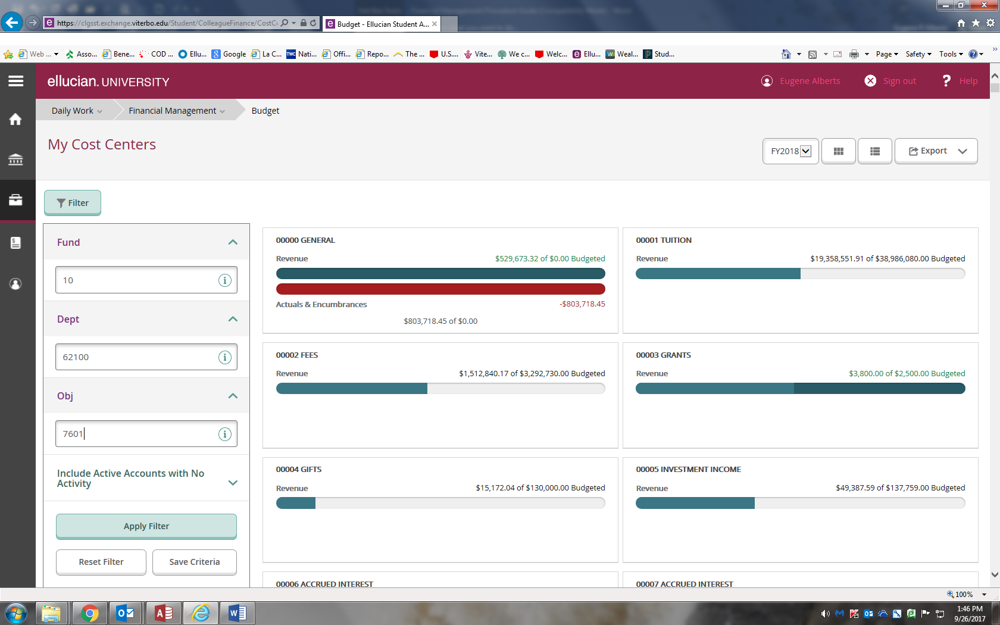 https://clgsst.exchange.viterbo.edu/Student/ColleagueFinance/CostC
Budget - Ellucian Student A...
Web ...
Asso...
Bene...
COD ...
Ellu...
Google
La C...
Nati...
Offi...
Repo...
The ...
U.S....
Vite...
We c...
Welc...
Ellu...
Weal...
Stud...
Page
Safety
Tools
ellucian. UNIVERSITY
Eugene Alberts
Sign out
Help
Daily Work
Financial Management
Budget
My Cost Centers
FY2018
Export
Filter
Fund
10
Dept
62100
Obj
7601
Include Active Accounts with No
Activity
Apply Filter
Reset Filter
Save Criteria
00000 GENERAL
Revenue
$529,673.32 of $0.00 Budgeted
Actuals & Encumbrances
-$803,718.45
$803,718.45 of $0.00
00001 TUITION
Revenue
$19,358,551.91 of $38,986,080.00 Budgeted
00002 FEES
Revenue
$1,512,840.17 of $3,292,730.00 Budgeted
00003 GRANTS
Revenue
$3,800.00 of $2,500.00 Budgeted
00004 GIFTS
Revenue
$15,172.04 of $130,000.00 Budgeted
00005 INVESTMENT INCOME
Revenue
$49,387.59 of $137,759.00 Budgeted
00006 ACCRUED INTEREST
00007 ACCRUED INTEREST
100%
1:46 PM
9/26/2017